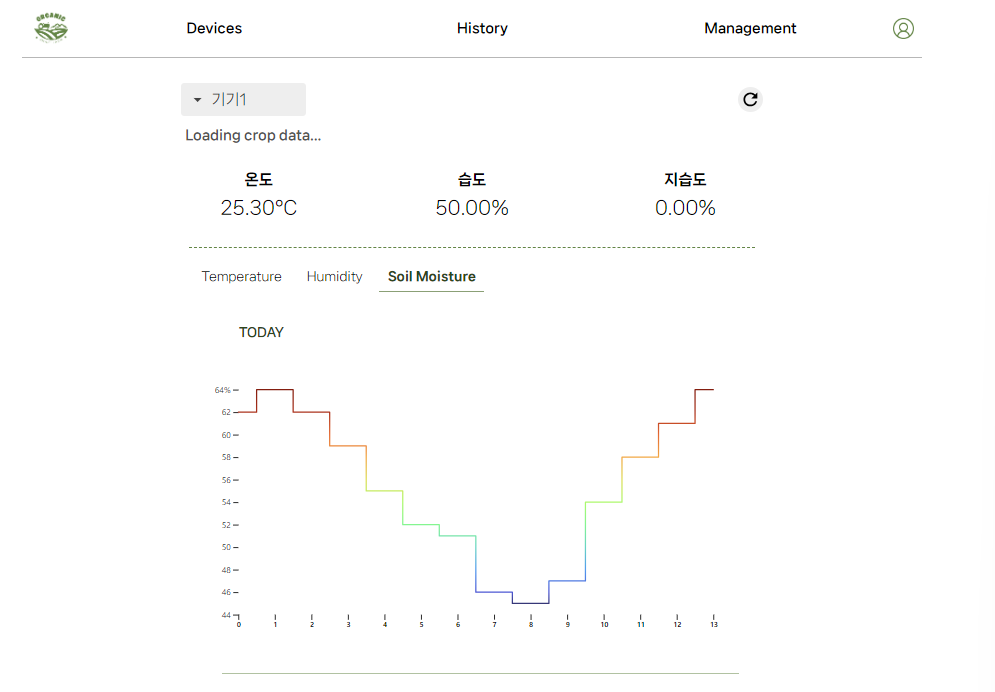 ORGANIC
Devices History Management
기기1
Loading crop data...
온도 습도 지습도
25.30°C 50.00% 0.00%
Temperature Humidity Soil Moisture
TODAY
64%
62
60
58
56
54
52
50
48
46
44
0 1 2 3 4 5 6 7 8 9 10 11 12 13